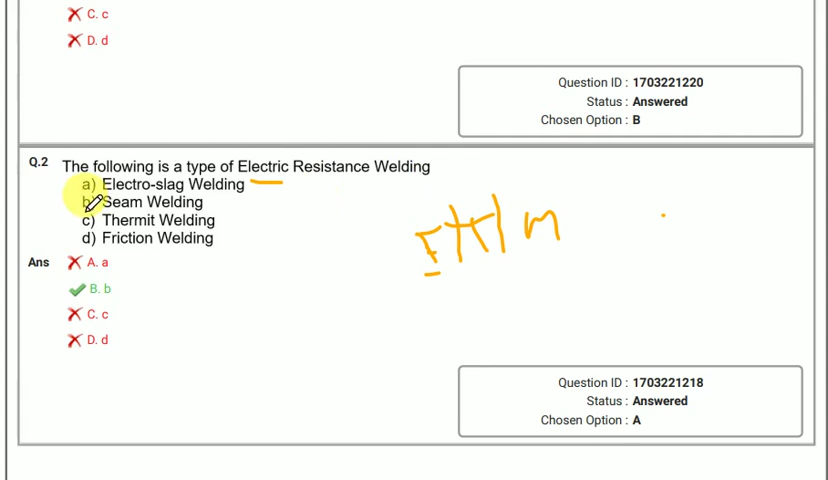 C. c
D. d
Question ID : 1703221220
Status : Answered
Chosen Option : B
Q.2 The following is a type of Electric Resistance Welding
a) Electro-slag Welding
b) Seam Welding
c) Thermit Welding
d) Friction Welding
Ans A. a
B. b
C. c
D. d
Question ID : 1703221218
Status : Answered
Chosen Option : A